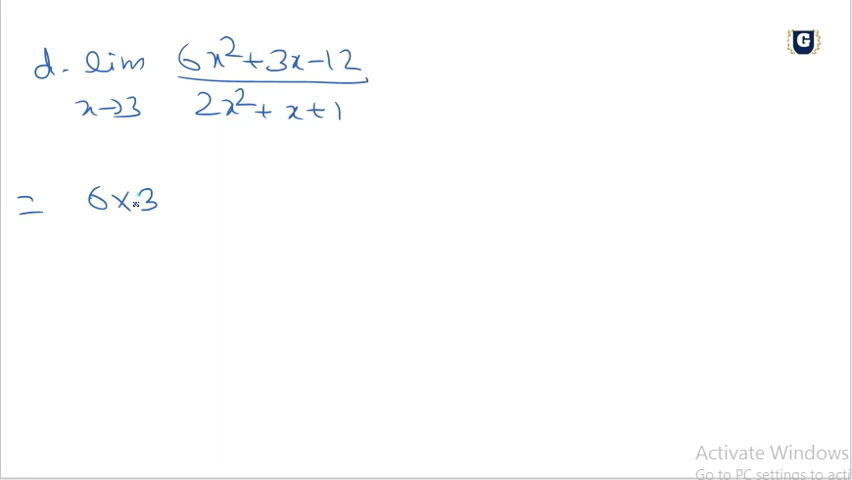 d. lim 6x²+3x-12
x→3 2x²+x+1
= 6×3
G
Activate Windows
Go to PC settings to acti